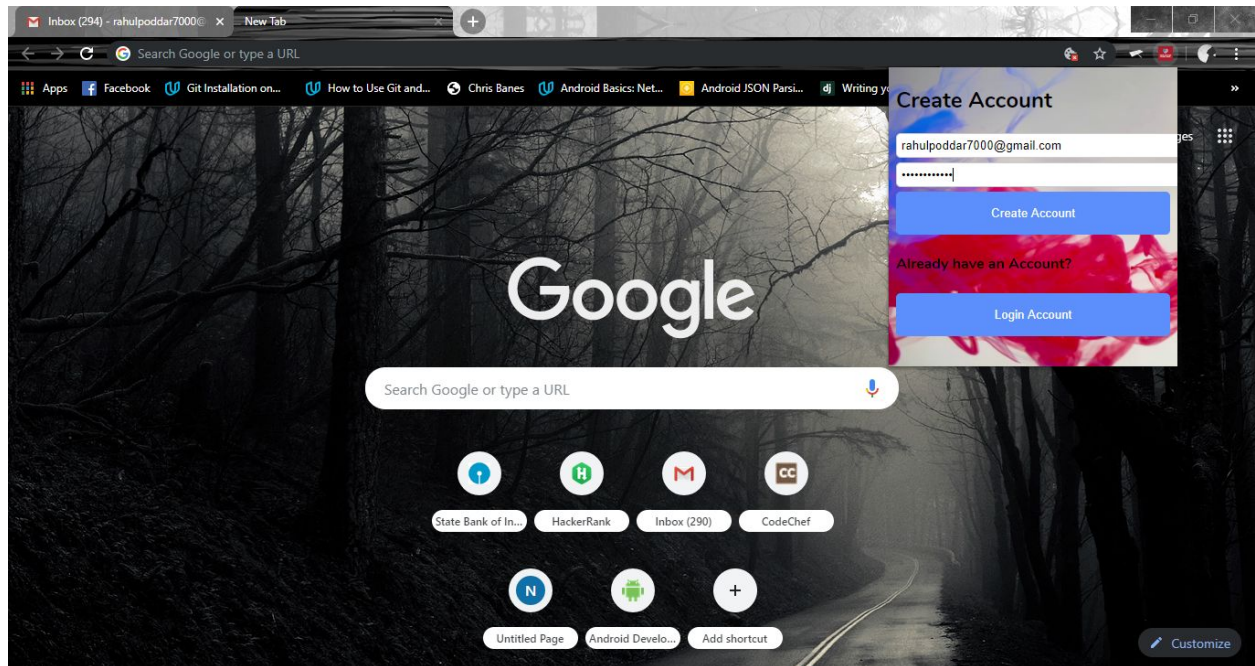 Inbox (294) - rahulpoddar7000@
New Tab
Search Google or type a URL
Apps
Facebook
Git Installation on...
How to Use Git and...
Chris Banes
Android Basics: Net...
Android JSON Parsi...
Writing yo
»
Create Account
rahulpoddar7000@gmail.com
••••••••••••
Create Account
Already have an Account?
Login Account
ges
Google
Search Google or type a URL
State Bank of In...
HackerRank
Inbox (290)
CodeChef
Untitled Page
Android Develo...
Add shortcut
Customize